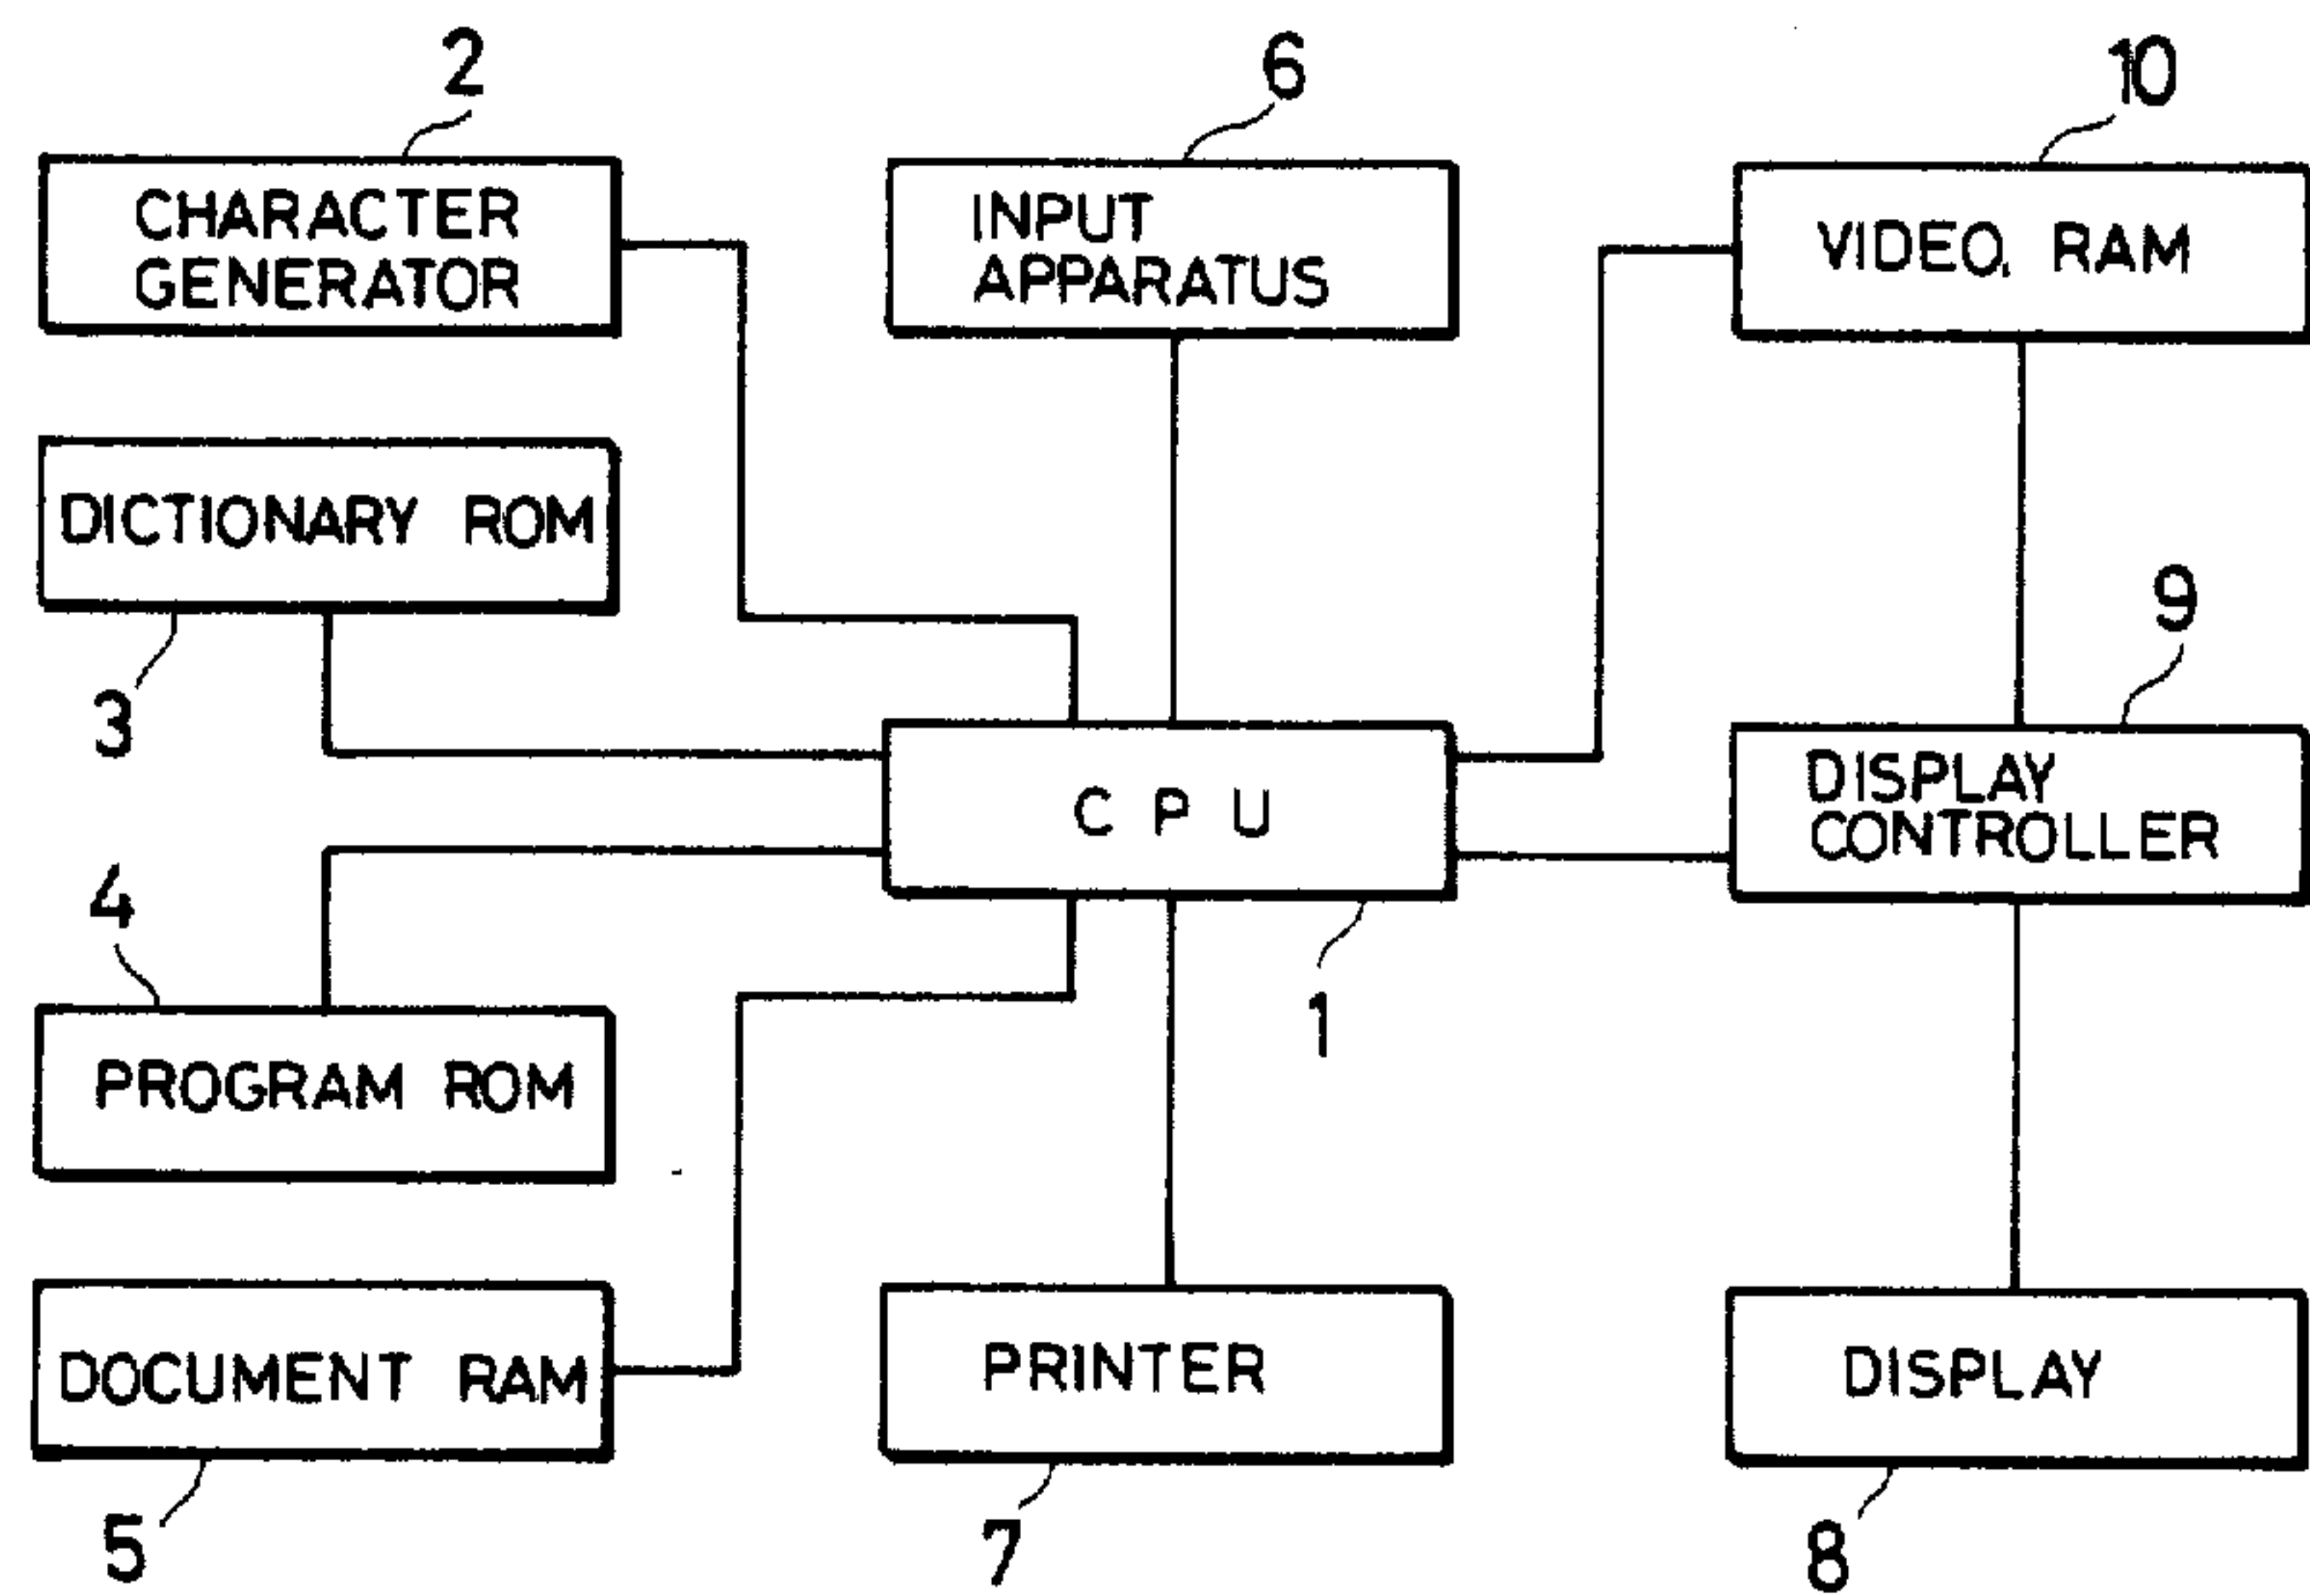 2
6
10
CHARACTER
GENERATOR
INPUT
APPARATUS
VIDEO. RAM
DICTIONARY ROM
3
9
CPU
DISPLAY
CONTROLLER
4
1
PROGRAM ROM
DOCUMENT RAM
PRINTER
DISPLAY
5
7
8